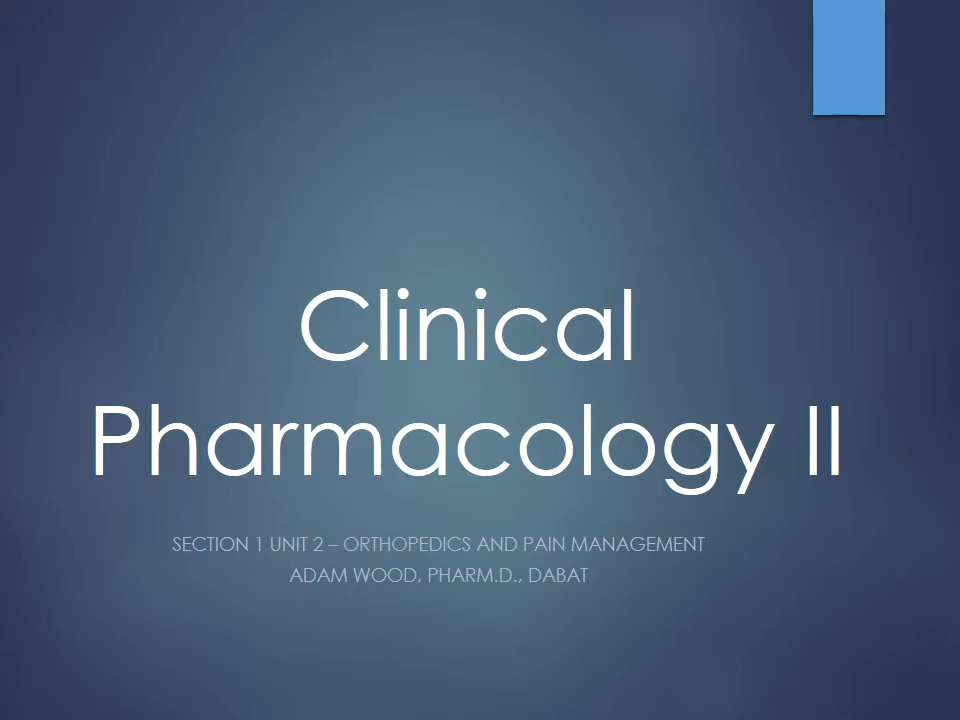 Clinical
Pharmacology II
SECTION 1 UNIT 2 – ORTHOPEDICS AND PAIN MANAGEMENT
ADAM WOOD, PHARM.D., DABAT